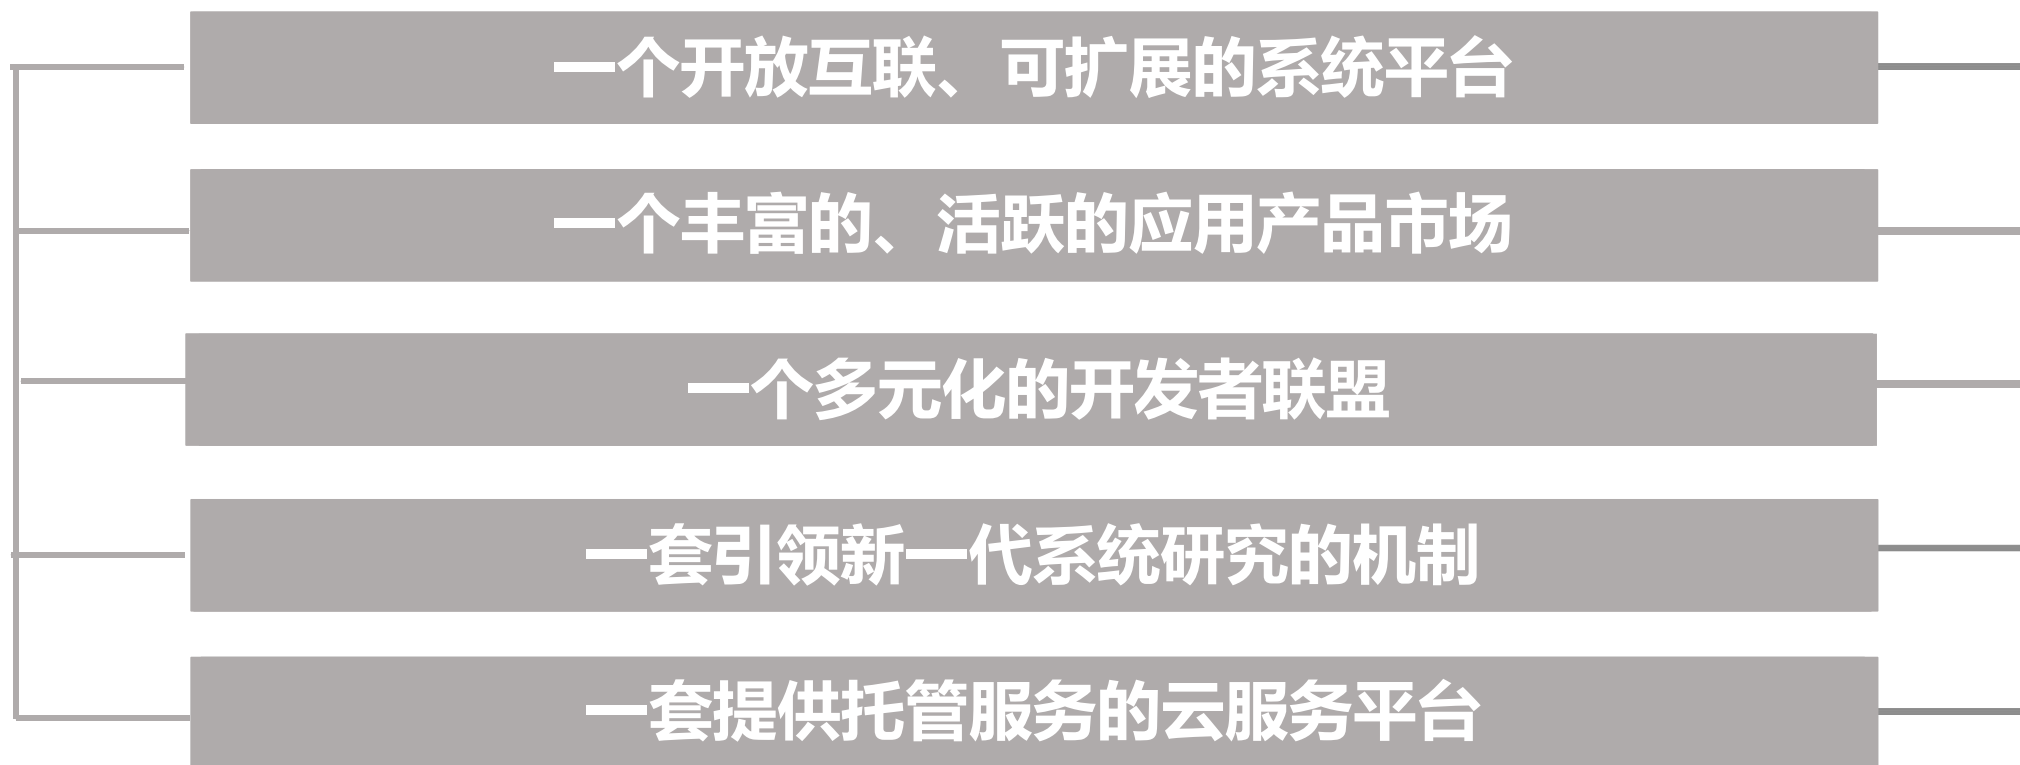 一个开放互联、可扩展的系统平台
一个丰富的、活跃的应用产品市场
一个多元化的开发者联盟
一套引领新一代系统研究的机制
一套提供托管服务的云服务平台